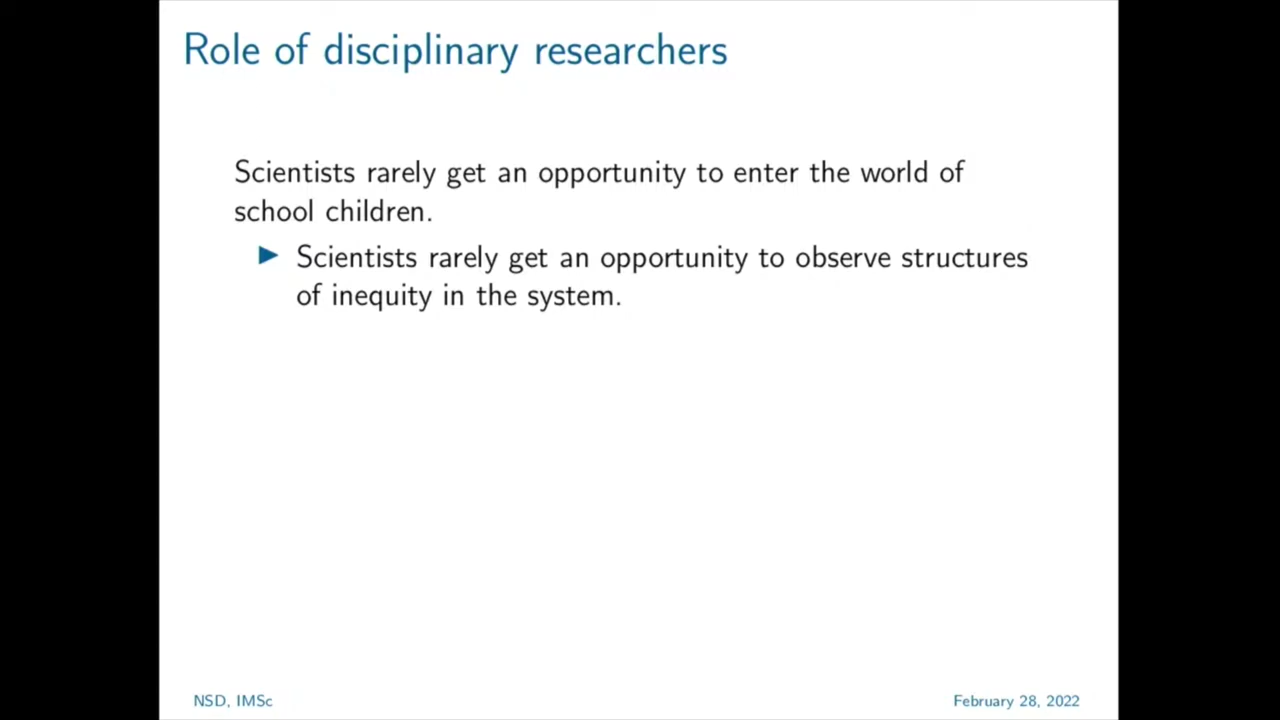 Role of disciplinary researchers
Scientists rarely get an opportunity to enter the world of
school children.
Scientists rarely get an opportunity to observe structures
of inequity in the system.
NSD, IMSc
February 28, 2022